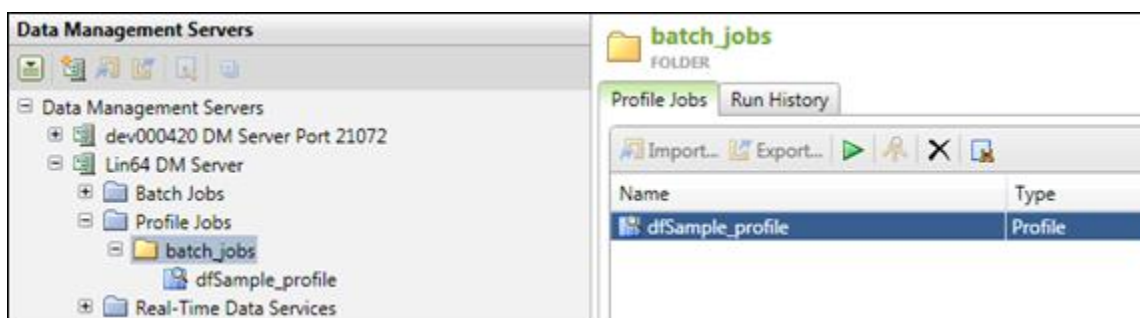 Data Management Servers
Data Management Servers
dev000420 DM Server Port 21072
Lin64 DM Server
Batch Jobs
Profile Jobs
batch_jobs
dfSample_profile
Real-Time Data Services
batch_jobs
FOLDER
Profile Jobs Run History
Import... Export...
Name Type
dfSample_profile Profile